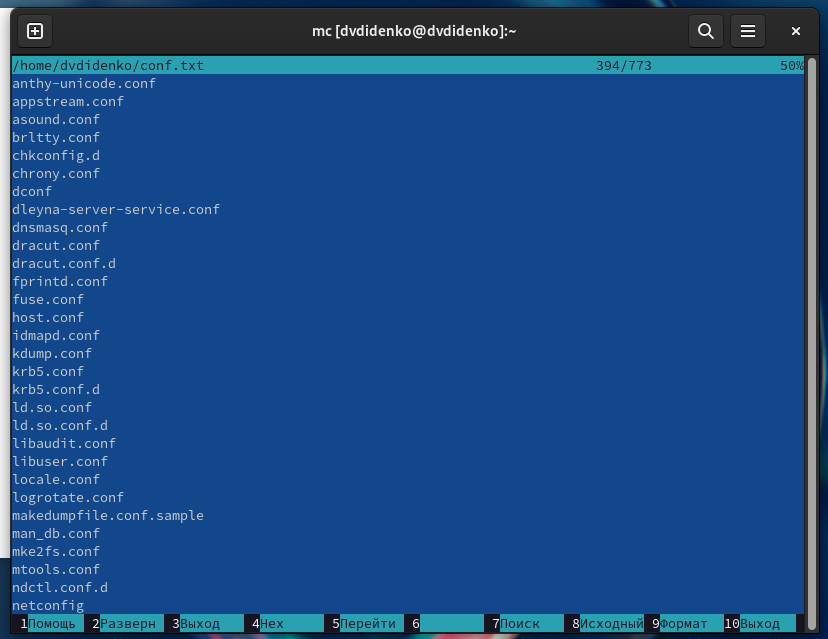 mc [dvdidenko@dvdidenko]:~
/home/dvdidenko/conf.txt 394/773 50%
anthy-unicode.conf
appstream.conf
asound.conf
brltty.conf
chkconfig.d
chrony.conf
dconf
dleyna-server-service.conf
dnsmasq.conf
dracut.conf
dracut.conf.d
fprintd.conf
fuse.conf
host.conf
idmapd.conf
kdump.conf
krb5.conf
krb5.conf.d
ld.so.conf
ld.so.conf.d
libaudit.conf
libuser.conf
locale.conf
logrotate.conf
makedumpfile.conf.sample
man_db.conf
mke2fs.conf
mtools.conf
ndctl.conf.d
netconfig
1Помощь 2Разверн 3Выход 4Hex 5Перейти 6 7Поиск 8Исходный 9Формат 10Выход